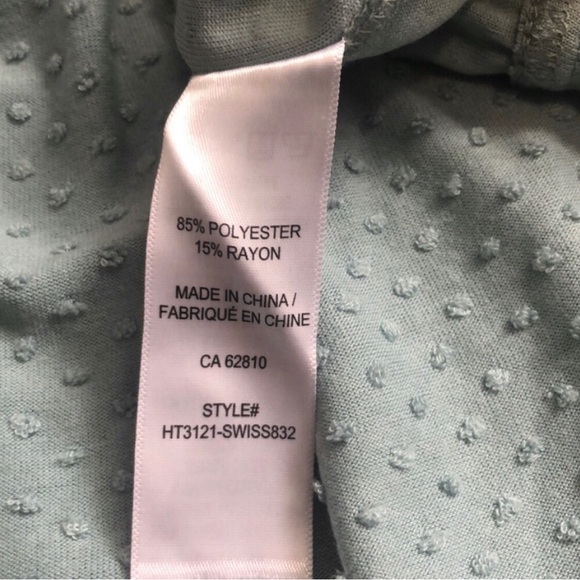 85% POLYESTER
15% RAYON
MADE IN CHINA /
FABRIQUÉ EN CHINE
CA 62810
STYLE#
HT3121-SWISS832